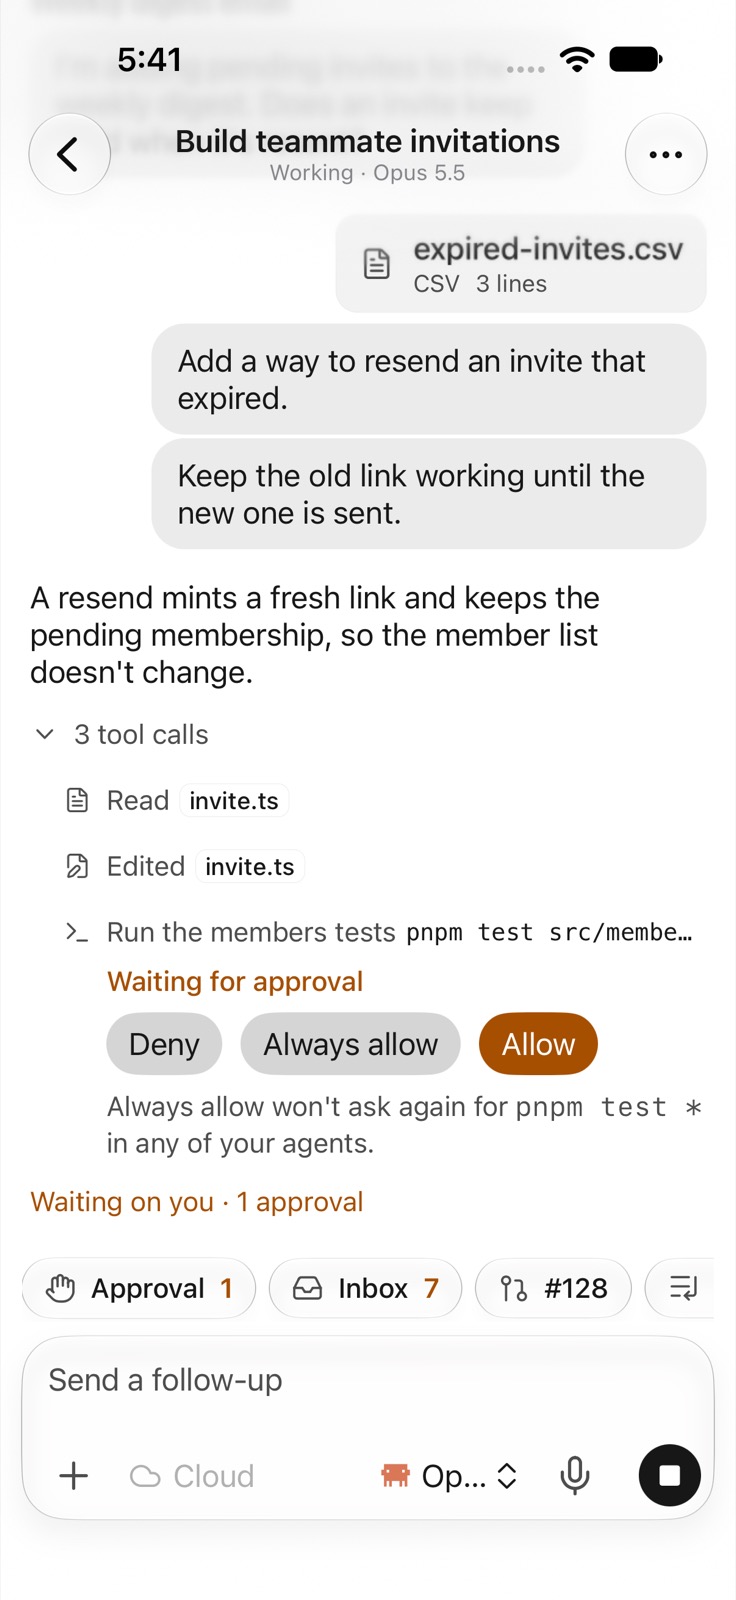 5:41
Build teammate invitations
Working · Opus 5.5
expired-invites.csv
CSV 3 lines
Add a way to resend an invite that
expired.
Keep the old link working until the
new one is sent.
A resend mints a fresh link and keeps the
pending membership, so the member list
doesn't change.
3 tool calls
Read invite.ts
Edited invite.ts
Run the members tests pnpm test src/membe…
Waiting for approval
Deny
Always allow
Allow
Always allow won't ask again for pnpm test *
in any of your agents.
Waiting on you · 1 approval
Approval 1
Inbox 7
#128
Send a follow-up
Cloud
Op...